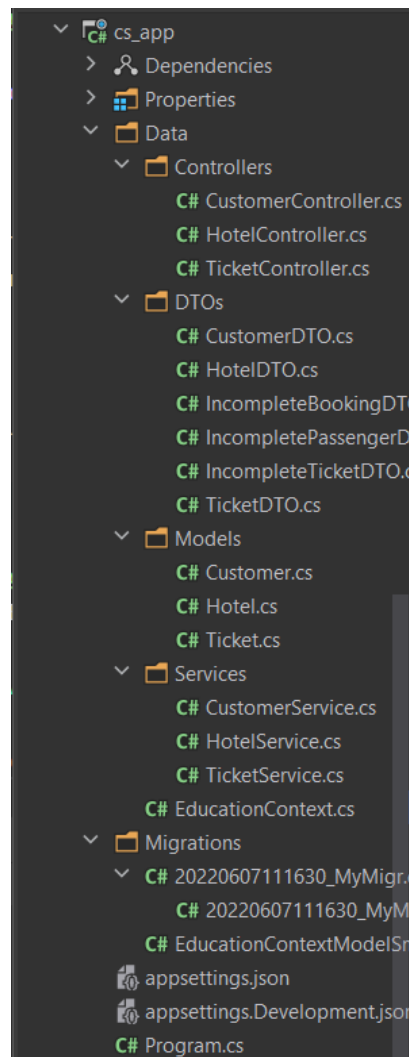 C# cs_app
Dependencies
Properties
Data
Controllers
C# CustomerController.cs
C# HotelController.cs
C# TicketController.cs
DTOs
C# CustomerDTO.cs
C# HotelDTO.cs
C# IncompleteBookingDT
C# IncompletePassengerD
C# IncompleteTicketDTO.
C# TicketDTO.cs
Models
C# Customer.cs
C# Hotel.cs
C# Ticket.cs
Services
C# CustomerService.cs
C# HotelService.cs
C# TicketService.cs
C# EducationContext.cs
Migrations
C# 20220607111630_MyMigr.
C# 20220607111630_MyM
C# EducationContextModelSn
appsettings.json
appsettings.Development.json
C# Program.cs